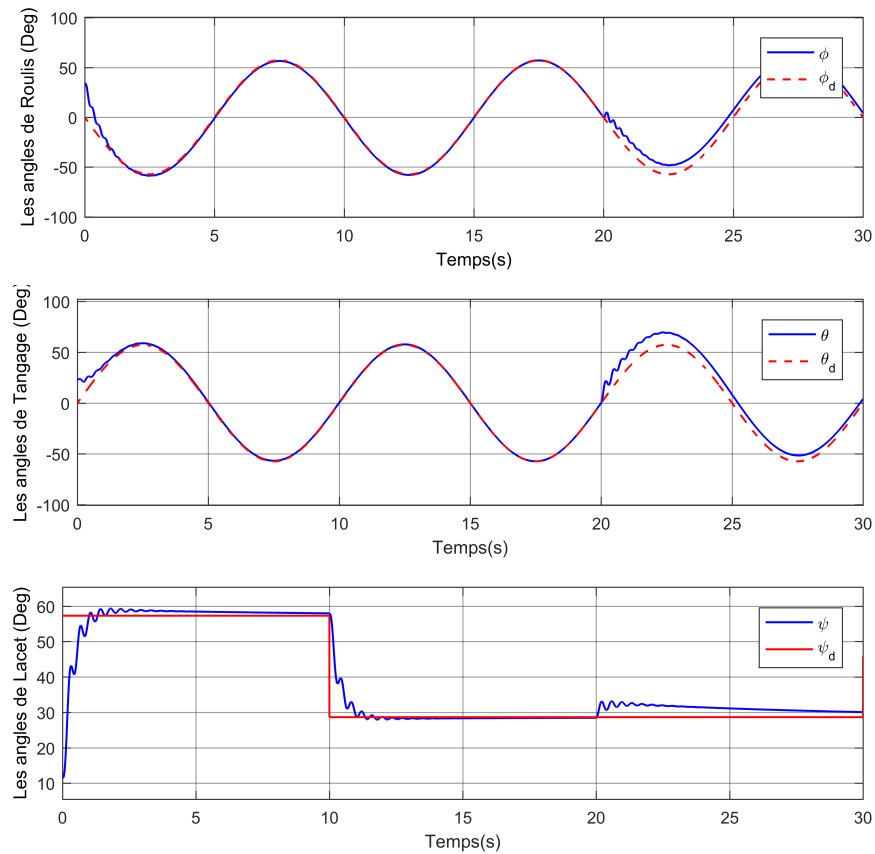 Les angles de Roulis (Deg)
100
50
0
-50
-100
0 5 10 15 20 25 30
Temps(s)
ϕ
ϕd
Les angles de Tangage (Deg)
100
50
0
-50
-100
0 5 10 15 20 25 30
Temps(s)
θ
θd
Les angles de Lacet (Deg)
60
50
40
30
20
10
0 5 10 15 20 25 30
Temps(s)
ψ
ψd